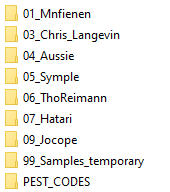 01_Mnfienen
03_Chris_Langevin
04_Aussie
05_Symple
06_ThoReimann
07_Hatari
09_Jocope
99_Samples_temporary
PEST_CODES